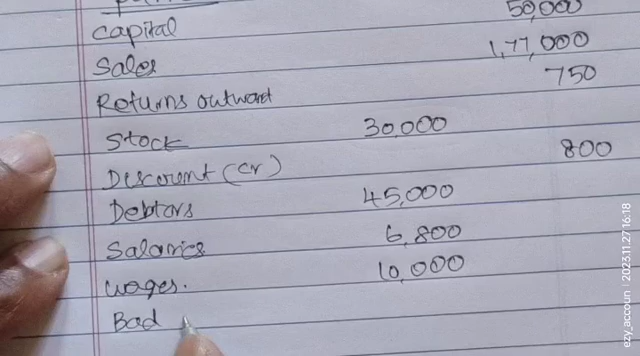 Capital 50,000
Sales 1,77,000
Returns outward 750
Stock 30,000
Discount (cr) 800
Debtors 45,000
Salaries 6,800
wages. 10,000
Bad
ezy_accoun | 2023.11.27 16:18